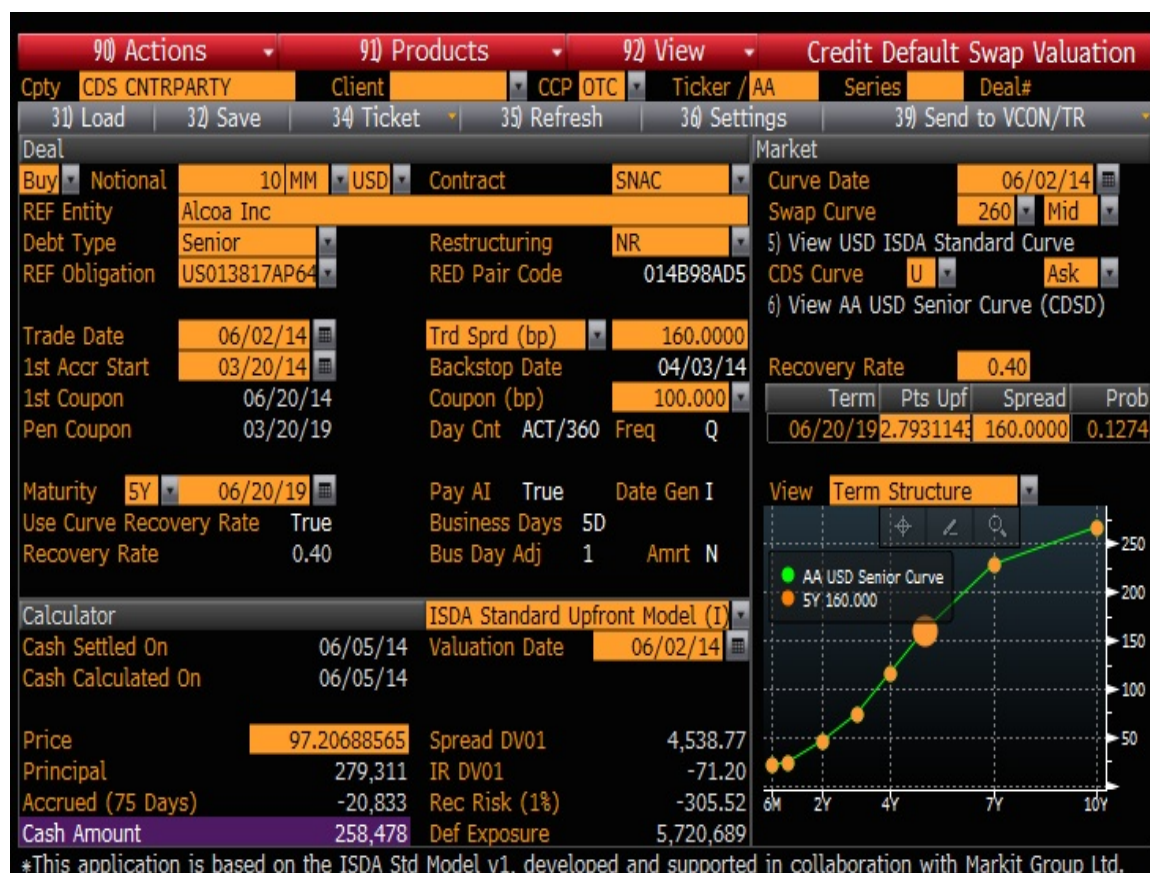 90) Actions 91) Products 92) View Credit Default Swap Valuation
Cpty CDS CNTRPARTY Client CCP OTC Ticker / AA Series Deal#
31) Load 32) Save 34) Ticket 35) Refresh 36) Settings 39) Send to VCON/TR
Deal Market
Buy Notional 10 MM USD Contract SNAC Curve Date 06/02/14
REF Entity Alcoa Inc Swap Curve 260 Mid
Debt Type Senior Restructuring NR 5) View USD ISDA Standard Curve
REF Obligation US013817AP64 RED Pair Code 014B98AD5 CDS Curve U Ask
6) View AA USD Senior Curve (CDSD)
Trade Date 06/02/14 Trd Sprd (bp) 160.0000
1st Accr Start 03/20/14 Backstop Date 04/03/14 Recovery Rate 0.40
1st Coupon 06/20/14 Coupon (bp) 100.000 Term Pts Upf Spread Prob
Pen Coupon 03/20/19 Day Cnt ACT/360 Freq Q 06/20/19 2.7931143 160.0000 0.1274
Maturity 5Y 06/20/19 Pay AI True Date Gen I View Term Structure
Use Curve Recovery Rate True Business Days 5D
Recovery Rate 0.40 Bus Day Adj 1 Amrt N
250
AA USD Senior Curve
5Y 160.000
200
Calculator ISDA Standard Upfront Model (I)
Cash Settled On 06/05/14 Valuation Date 06/02/14 150
Cash Calculated On 06/05/14
100
Price 97.20688565 Spread DV01 4,538.77 50
Principal 279,311 IR DV01 -71.20
Accrued (75 Days) -20,833 Rec Risk (1%) -305.52 6M 2Y 4Y 7Y 10Y
Cash Amount 258,478 Def Exposure 5,720,689
*This application is based on the ISDA Std Model v1, developed and supported in collaboration with Markit Group Ltd.